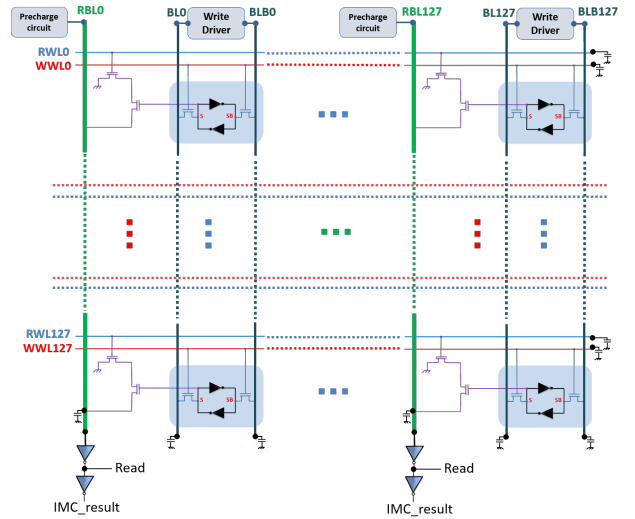 Precharge circuit
RBL0
BL0
Write Driver
BLB0
RBL127
Precharge circuit
BL127
Write Driver
BLB127
RWL0
WWL0
S
SB
S
SB
RWL127
WWL127
S
SB
S
SB
Read
Read
IMC_result
IMC_result